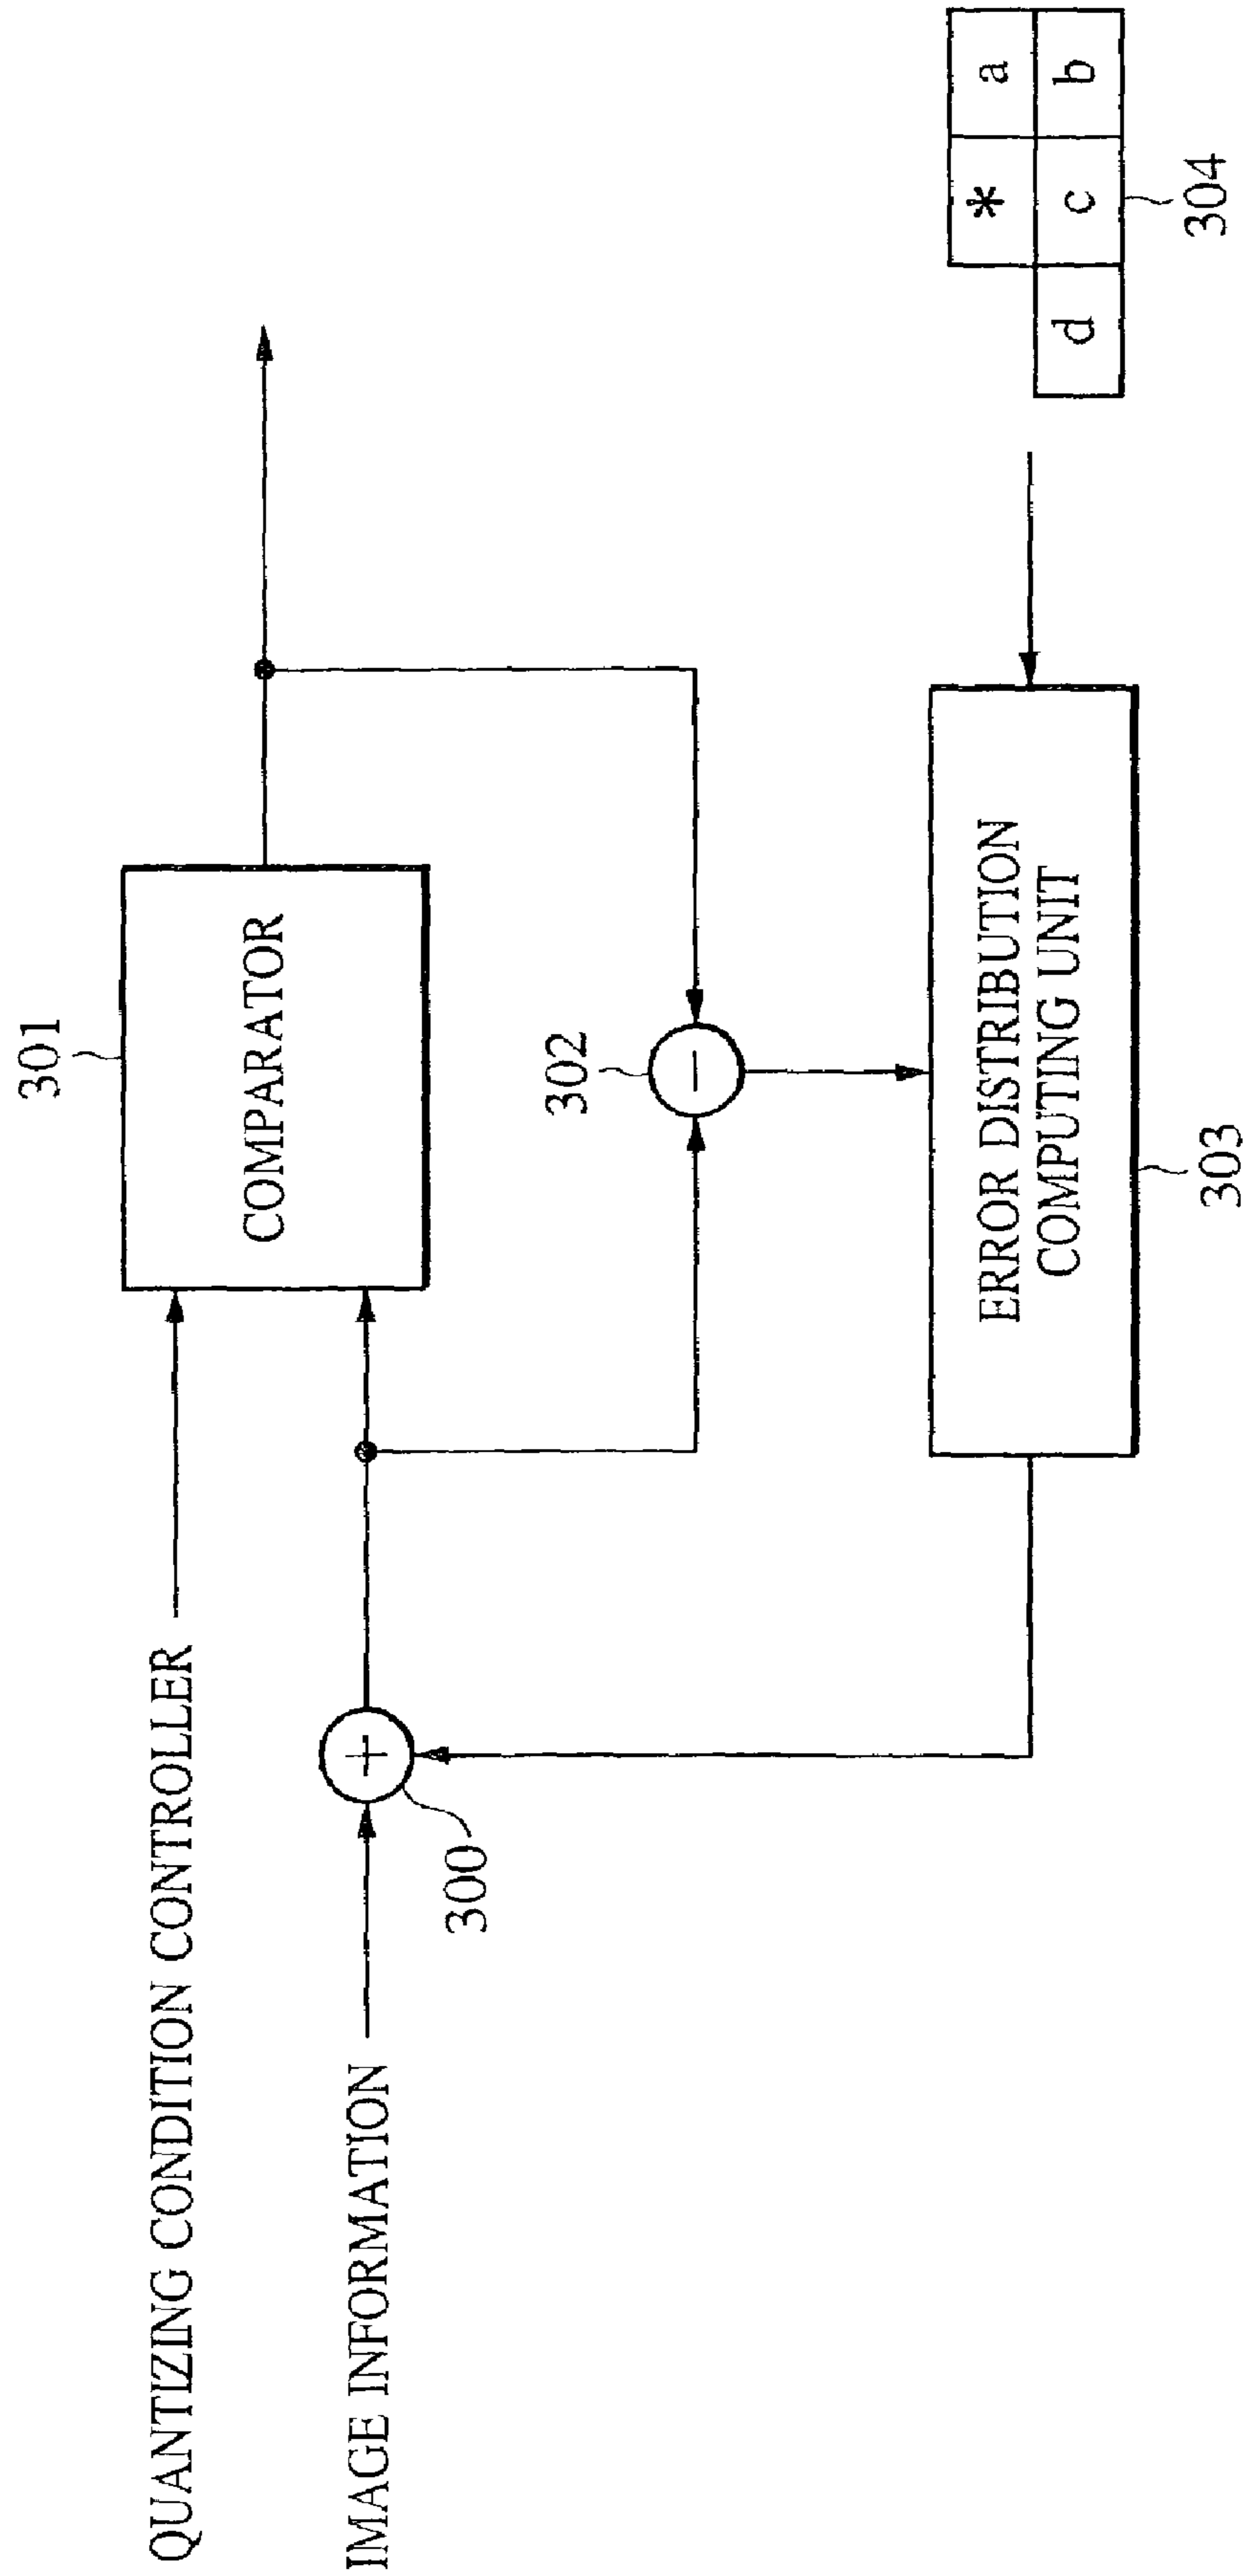 301
QUANTIZING CONDITION CONTROLLER
COMPARATOR
IMAGE INFORMATION
+
300
302
−
ERROR DISTRIBUTION
COMPUTING UNIT
303
* a
d c b
304